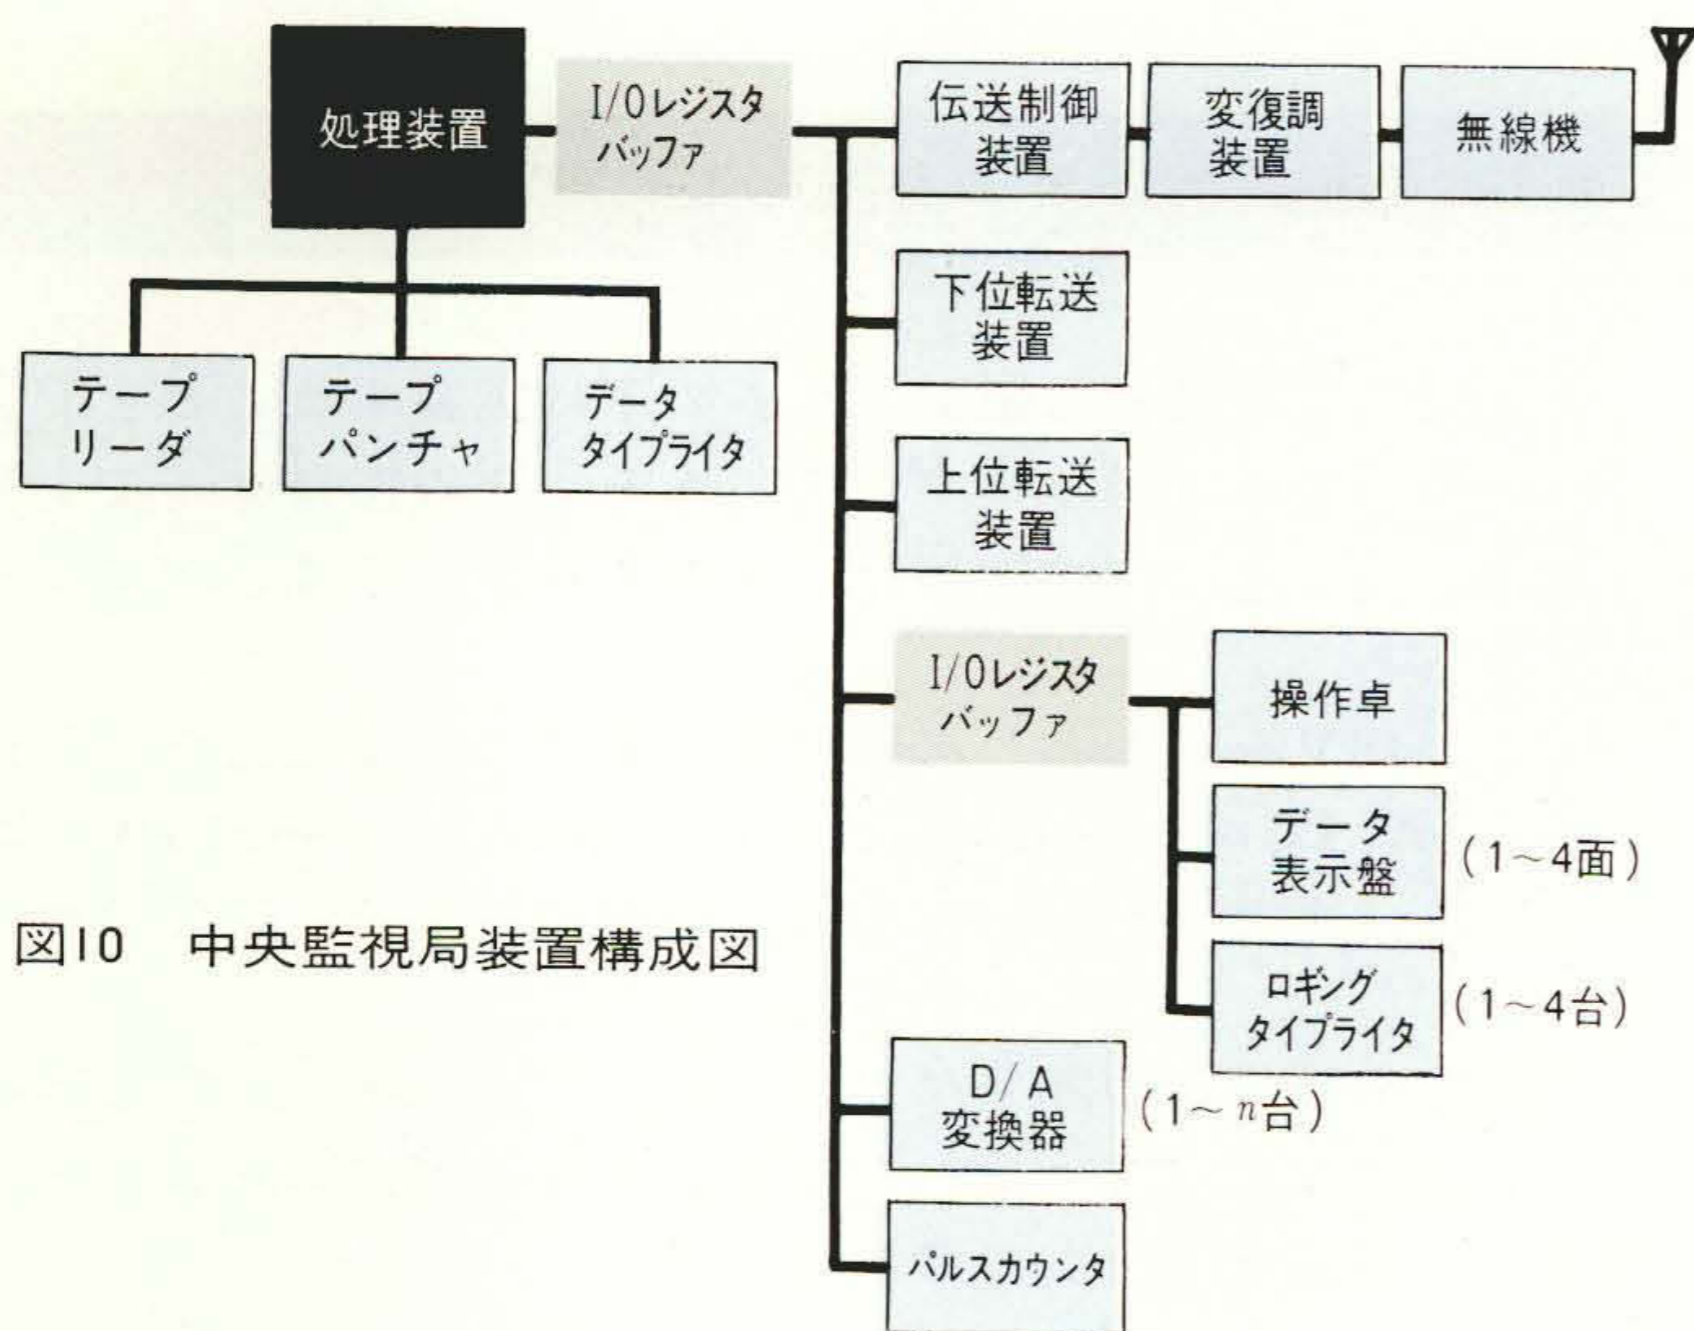 処理装置
I/Oレジスタ
バッファ
伝送制御
装置
変復調
装置
無線機
下位転送
装置
テープ
リーダ
テープ
パンチャ
データ
タイプライタ
上位転送
装置
I/Oレジスタ
バッファ
操作卓
データ
表示盤
(1～4面)
図10 中央監視局装置構成図
ロギング
タイプライタ
(1～4台)
D/A
変換器
(1～n台)
パルスカウンタ